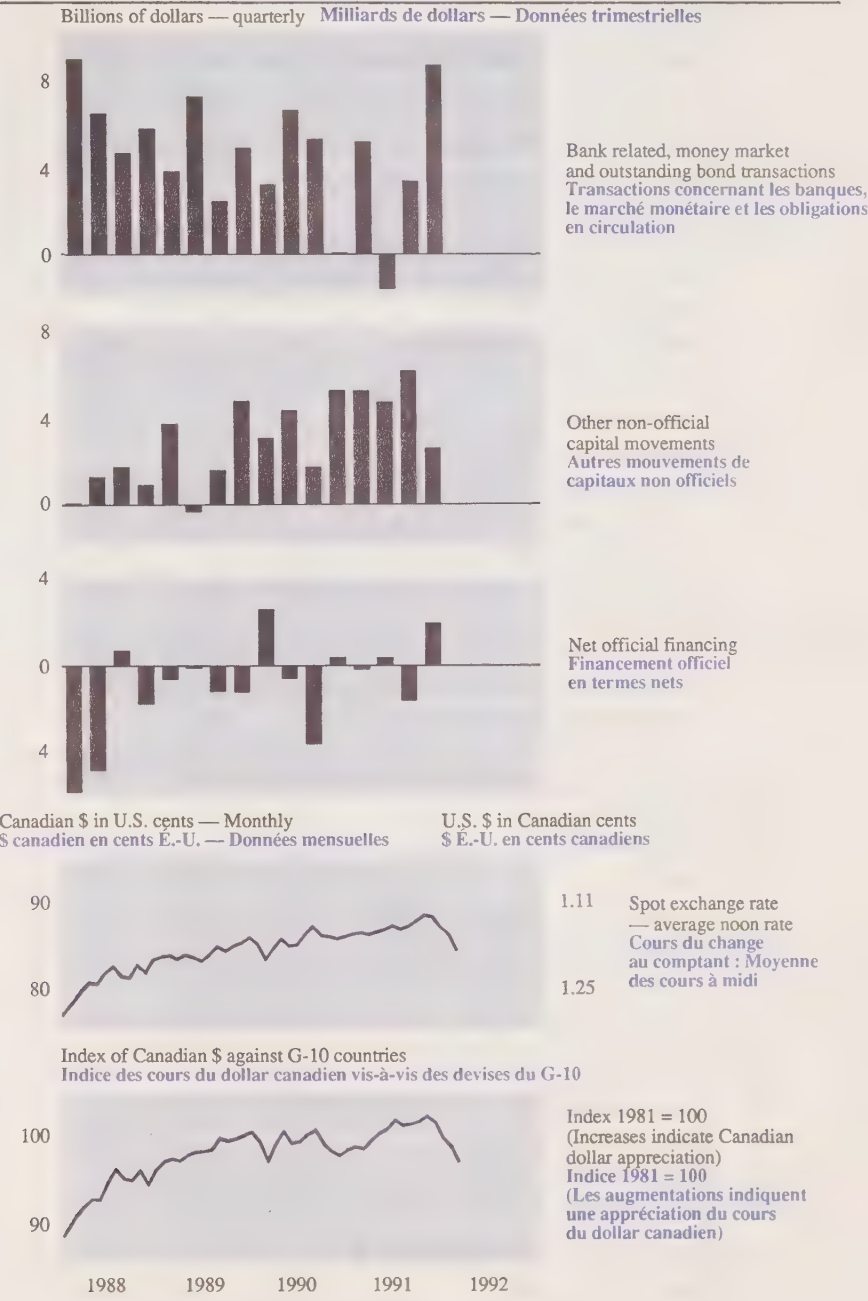 Billions of dollars — quarterly Milliards de dollars — Données trimestrielles
8
4
0
Bank related, money market
and outstanding bond transactions
Transactions concernant les banques,
le marché monétaire et les obligations
en circulation
8
4
0
Other non-official
capital movements
Autres mouvements de
capitaux non officiels
4
0
4
Net official financing
Financement officiel
en termes nets
Canadian $ in U.S. cents — Monthly
$ canadien en cents É.-U. — Données mensuelles
U.S. $ in Canadian cents
$ É.-U. en cents canadiens
90
80
1.11
1.25
Spot exchange rate
— average noon rate
Cours du change
au comptant : Moyenne
des cours à midi
Index of Canadian $ against G-10 countries
Indice des cours du dollar canadien vis-à-vis des devises du G-10
100
90
Index 1981 = 100
(Increases indicate Canadian
dollar appreciation)
Indice 1981 = 100
(Les augmentations indiquent
une appréciation du cours
du dollar canadien)
1988 1989 1990 1991 1992